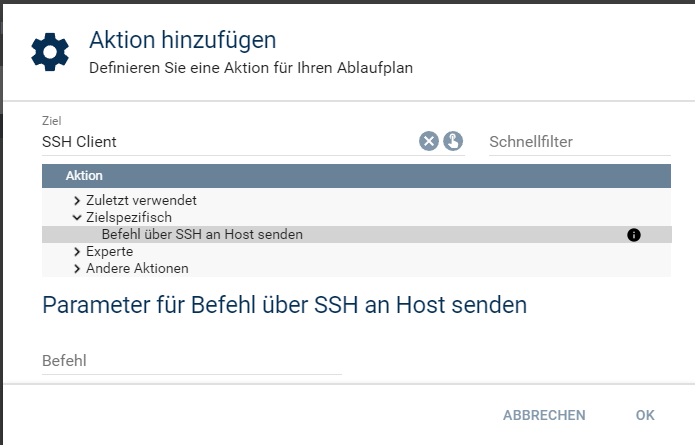 Aktion hinzufügen
Definieren Sie eine Aktion für Ihren Ablaufplan
Ziel
SSH Client
Schnellfilter
Aktion
Zuletzt verwendet
Zielspezifisch
Befehl über SSH an Host senden
Experte
Andere Aktionen
Parameter für Befehl über SSH an Host senden
Befehl
ABBRECHEN OK